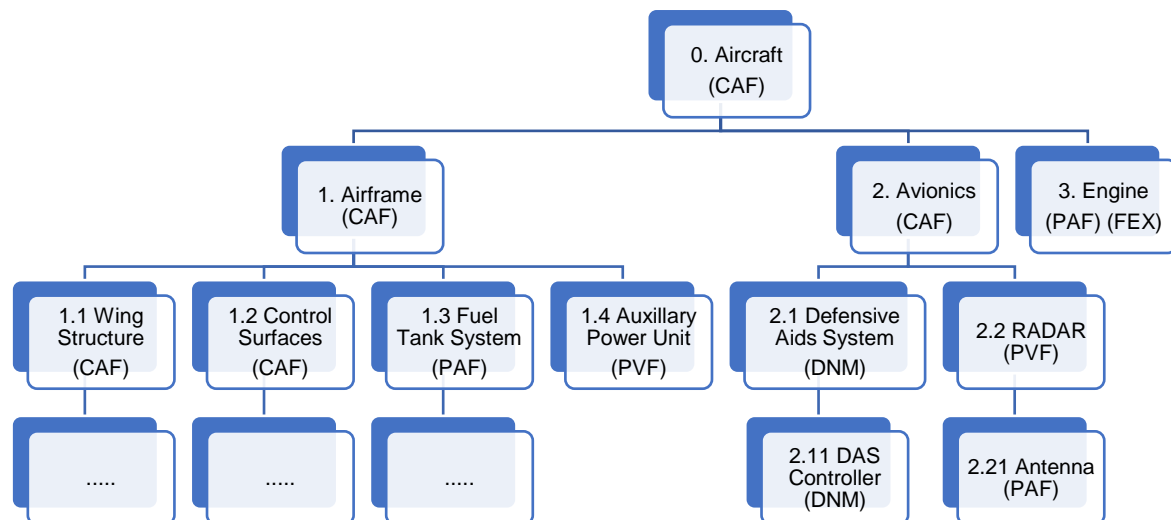 0. Aircraft
(CAF)
1. Airframe
(CAF)
2. Avionics
(CAF)
3. Engine
(PAF) (FEX)
1.1 Wing
Structure
(CAF)
1.2 Control
Surfaces
(CAF)
1.3 Fuel
Tank System
(PAF)
1.4 Auxillary
Power Unit
(PVF)
2.1 Defensive
Aids System
(DNM)
2.2 RADAR
(PVF)
.....
.....
.....
2.11 DAS
Controller
(DNM)
2.21 Antenna
(PAF)